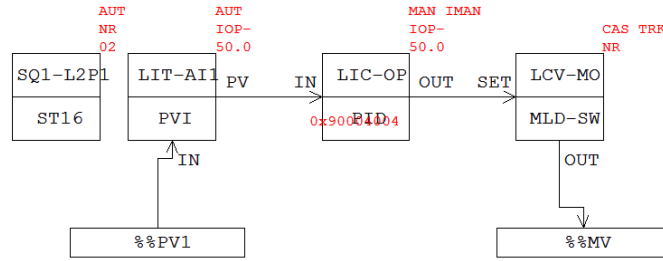 AUT
NR
02
AUT
IOP-
50.0
MAN IMAN
IOP-
50.0
CAS TRK
NR
SQ1-L2P1
ST16
LIT-AI1
PVI
PV
IN
LIC-OP
PID
0x90004004
OUT
SET
LCV-MO
MLD-SW
IN
OUT
%%PV1
%%MV